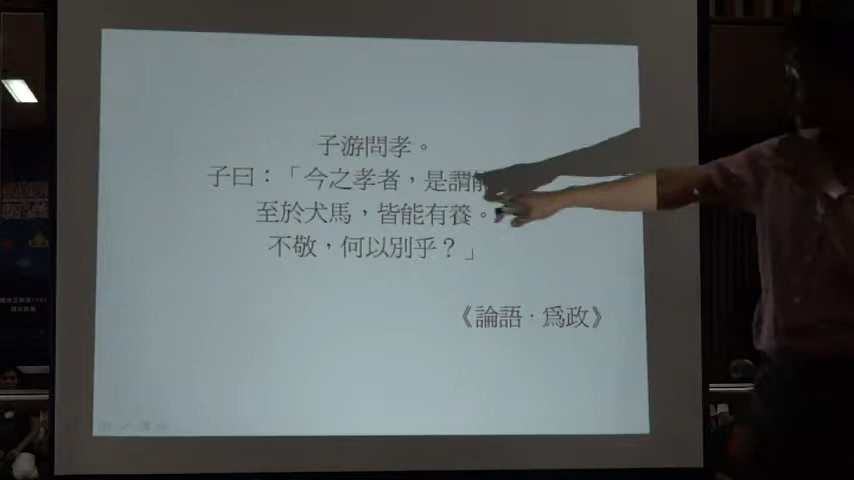 子游問孝。
子曰：「今之孝者，是謂
至於犬馬，皆能有養。
不敬，何以別乎？」
《論語·爲政》